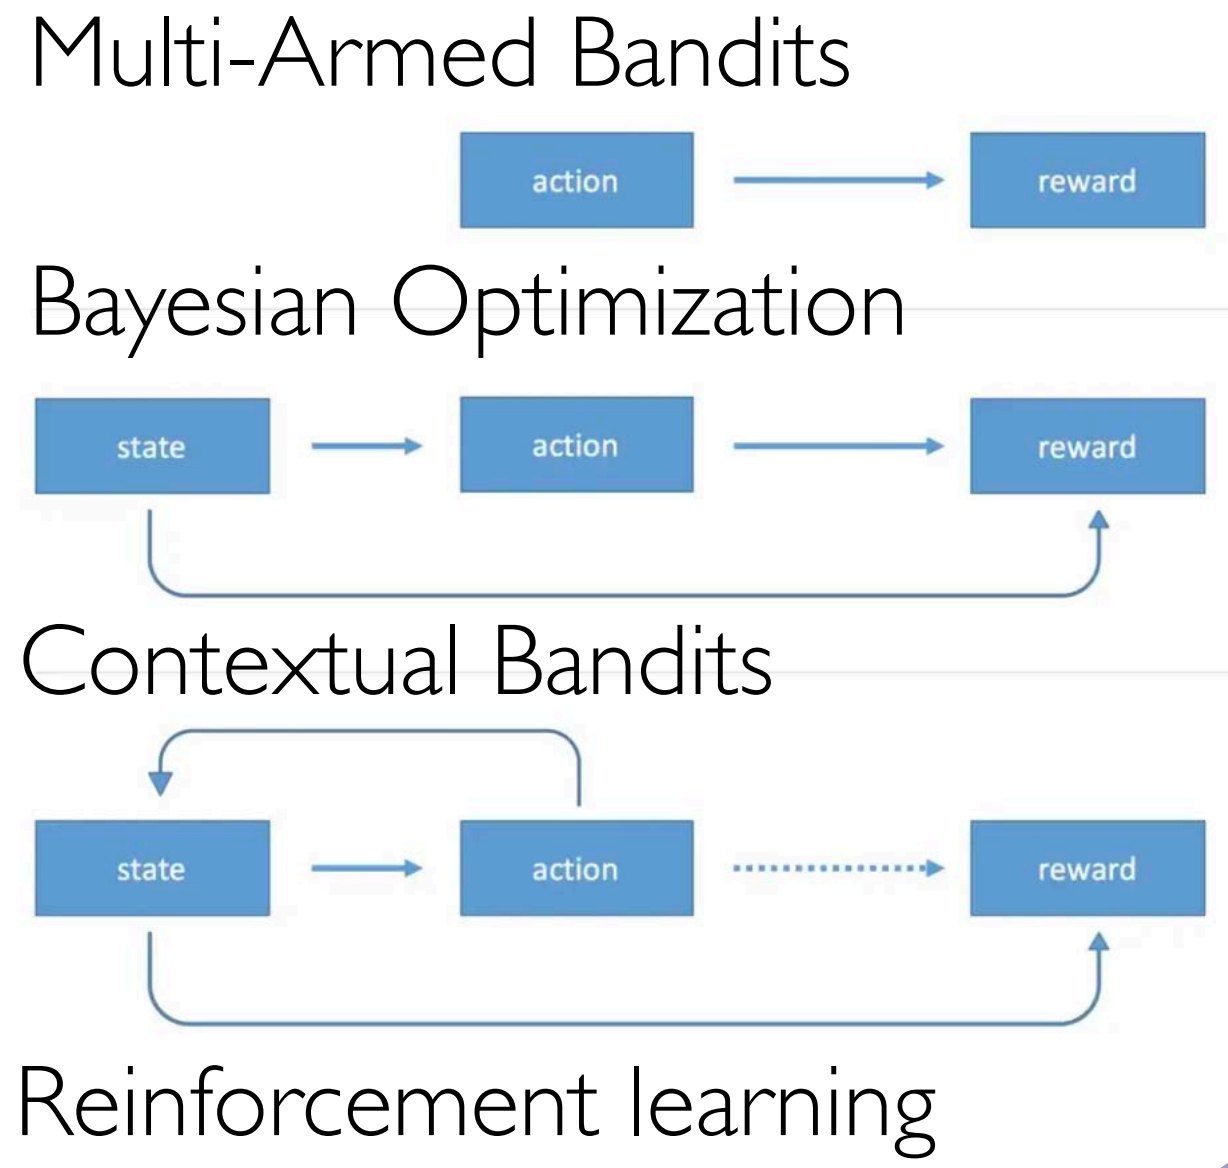 Multi-Armed Bandits
action reward
Bayesian Optimization
state action reward
Contextual Bandits
state action reward
Reinforcement learning